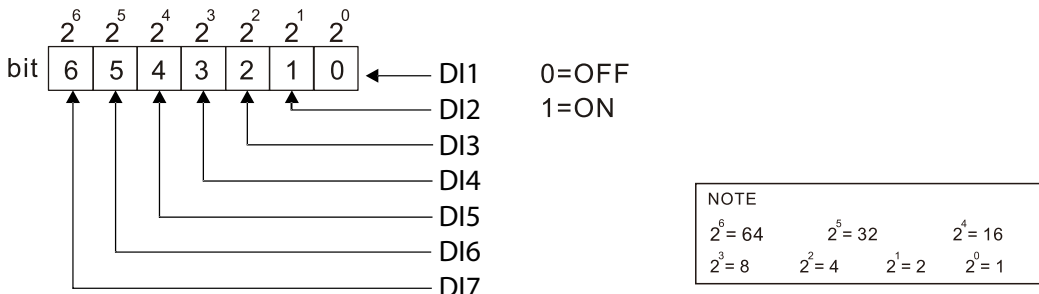 2^6 2^5 2^4 2^3 2^2 2^1 2^0
bit 6 5 4 3 2 1 0
DI1 0=OFF
DI2 1=ON
DI3
DI4
DI5
DI6
DI7
NOTE
2^6= 64 2^5= 32 2^4= 16
2^3= 8 2^2= 4 2^1= 2 2^0= 1